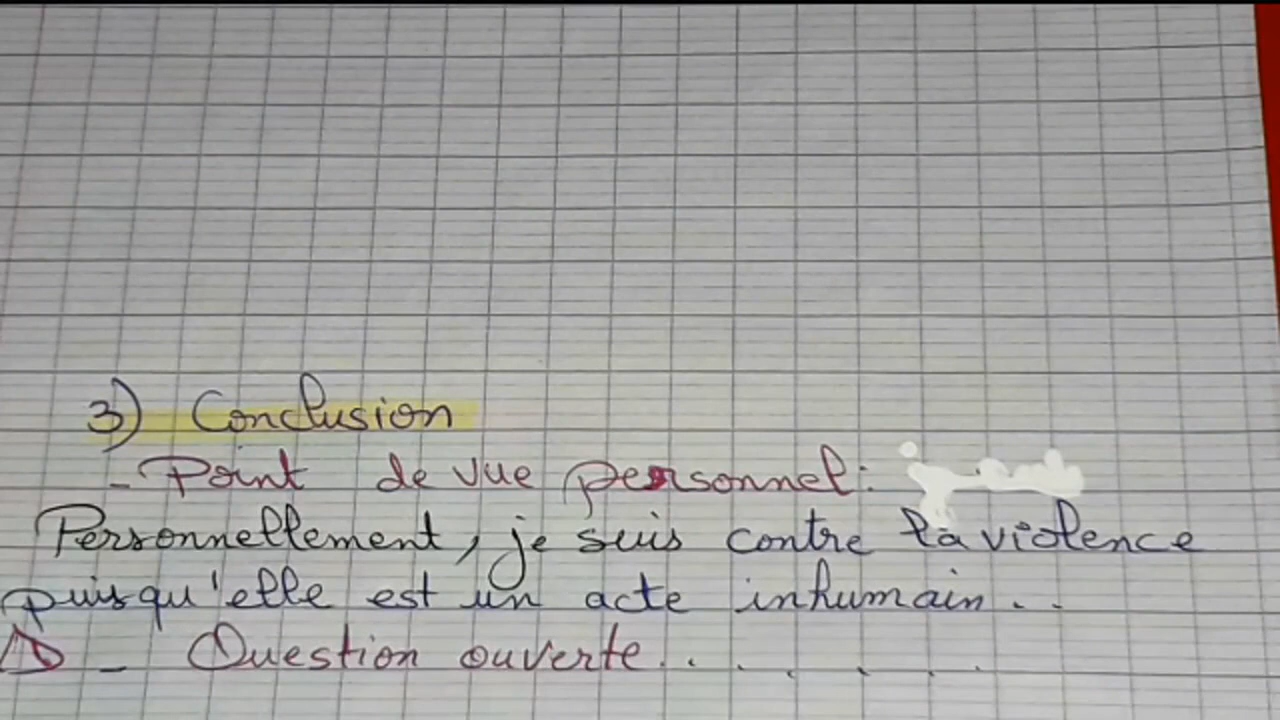 3) Conclusion
- Point de vue personnel:
Personnellement, je suis contre la violence
puisqu'elle est un acte inhumain..
- Question ouverte.. . . . .